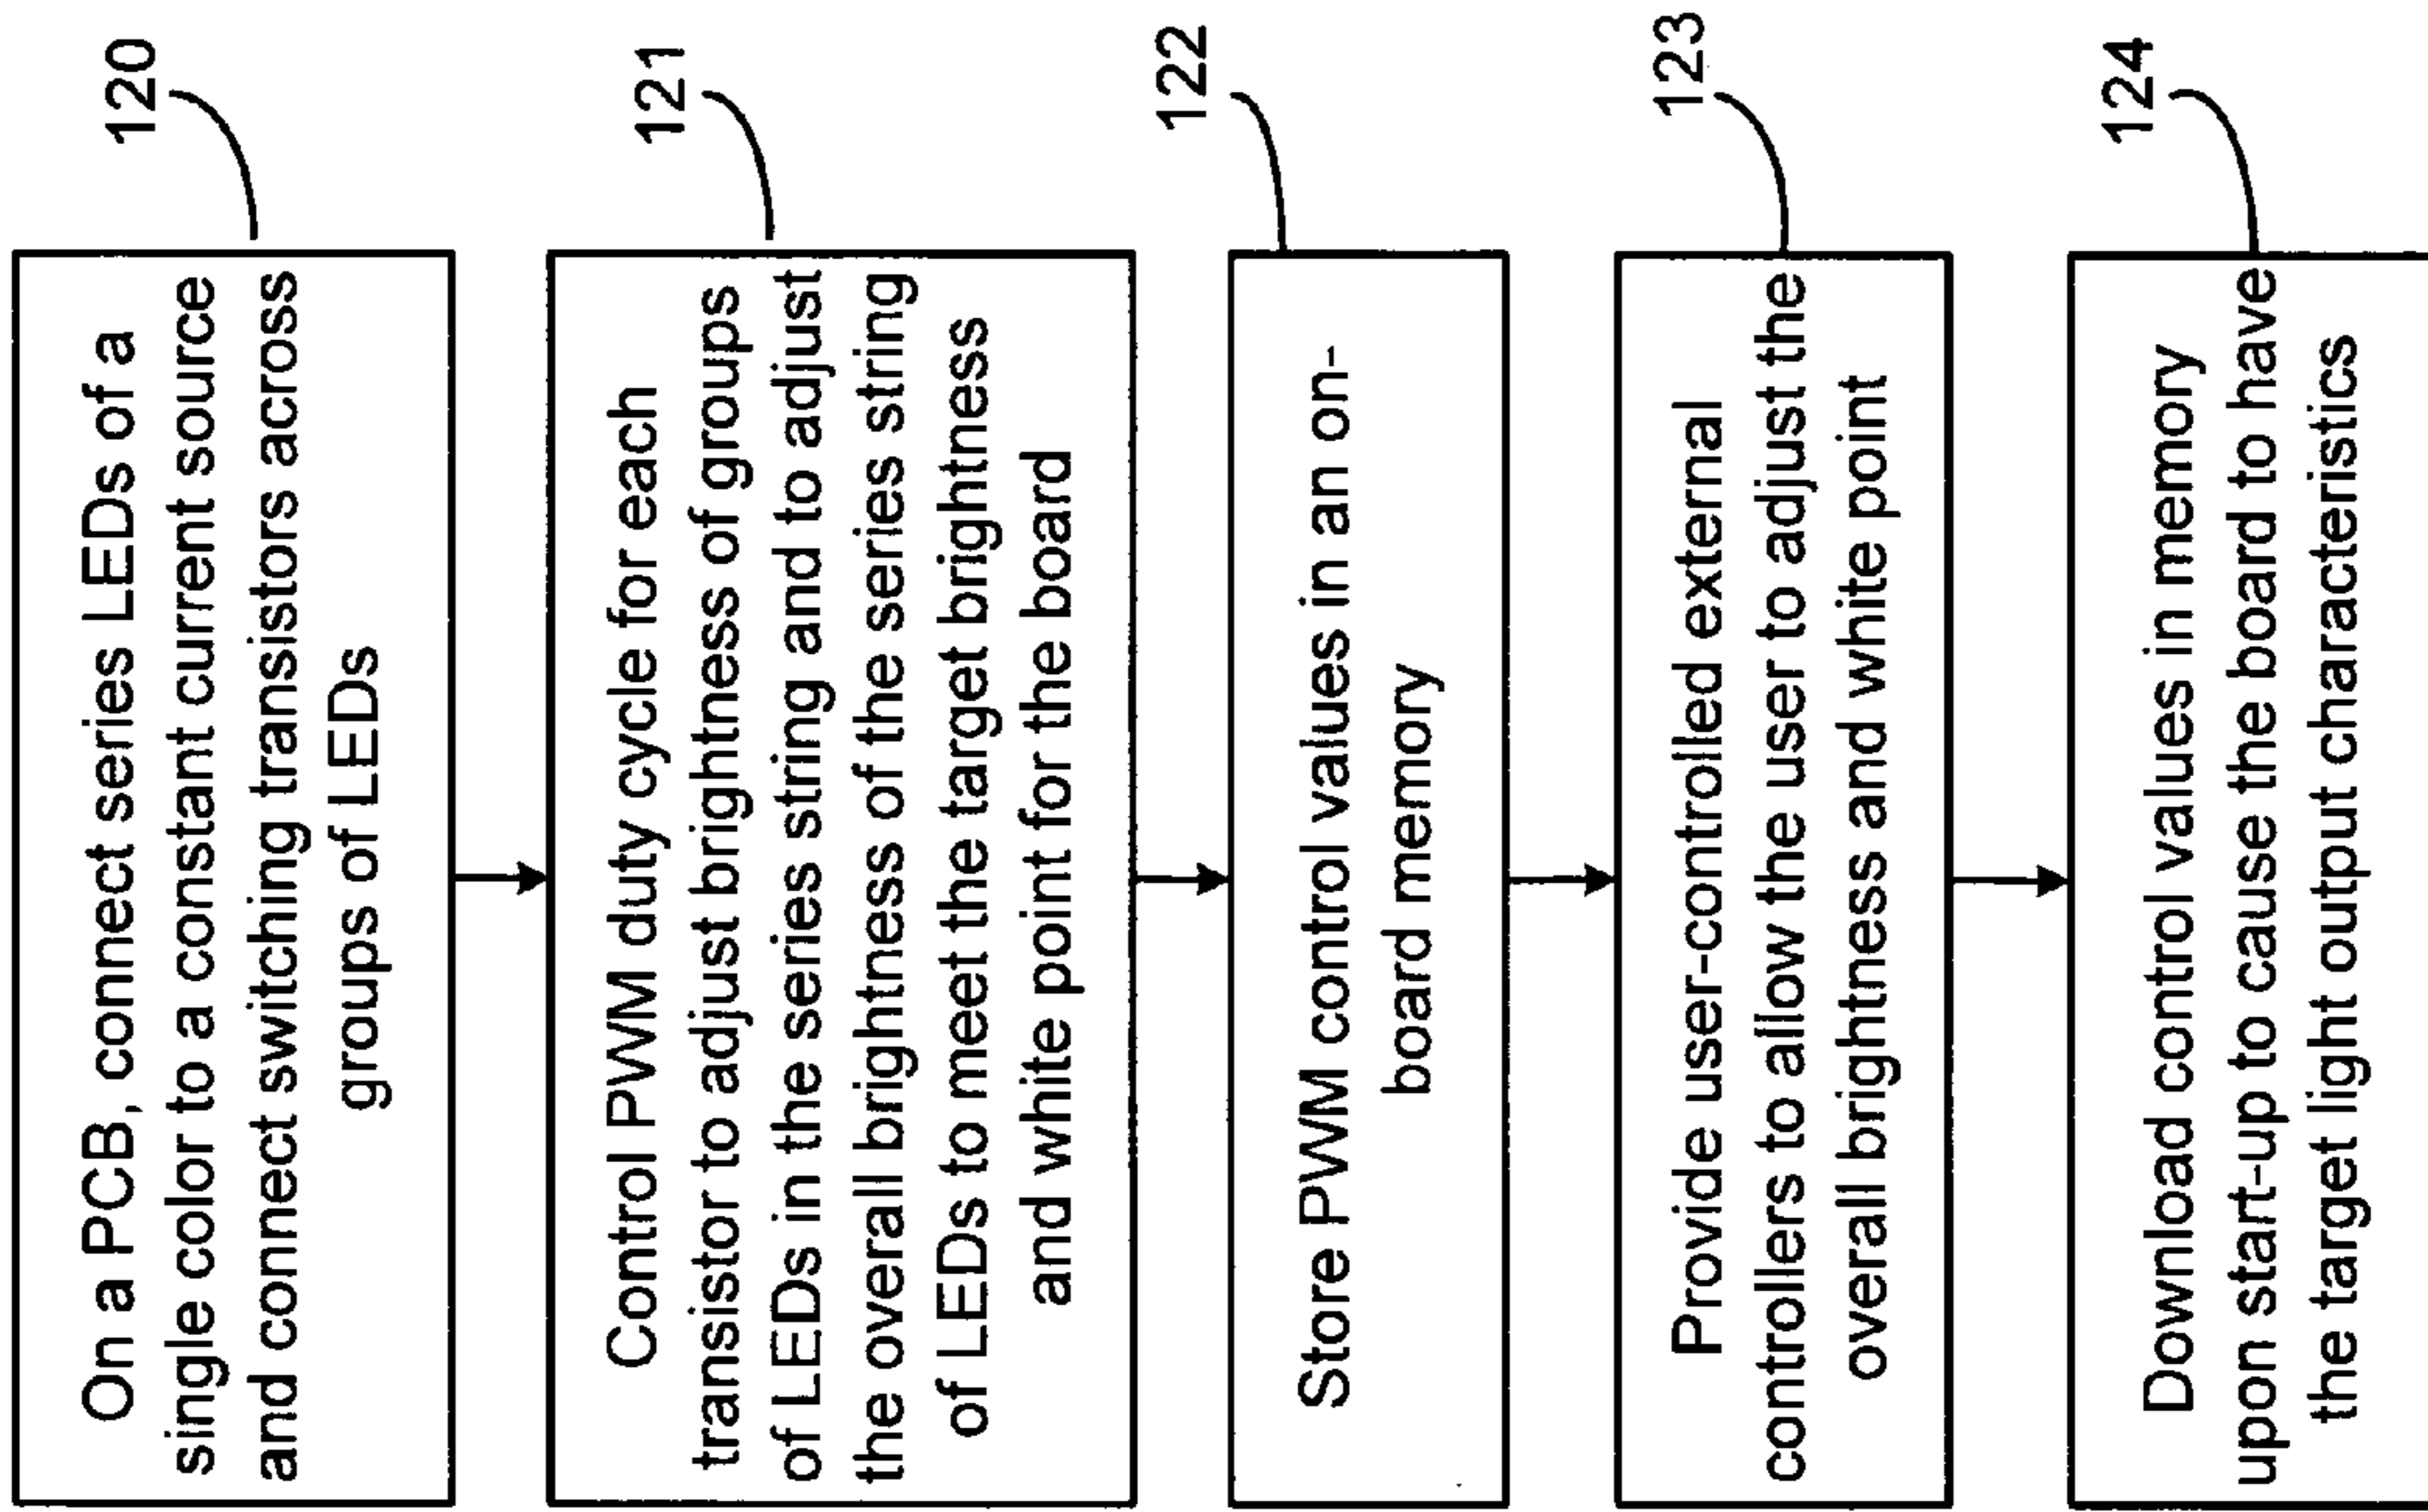 On a PCB, connect series LEDs of a
single color to a constant current source
and connect switching transistors across
groups of LEDs
120
Control PWM duty cycle for each
transistor to adjust brightness of groups
of LEDs in the series string and to adjust
the overall brightness of the series string
of LEDs to meet the target brightness
and white point for the board
121
Store PWM control values in an on-
board memory
122
Provide user-controlled external
controllers to allow the user to adjust the
overall brightness and white point
123
Download control values in memory
upon start-up to cause the board to have
the target light output characteristics
124